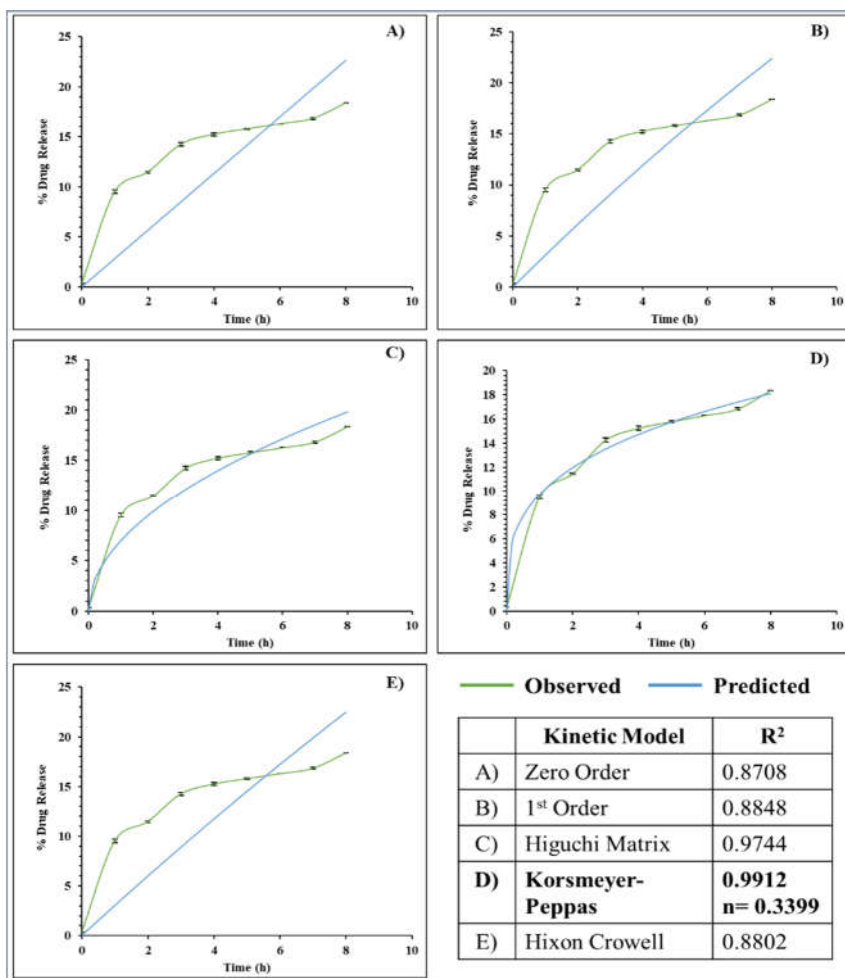 A)
25
20
15
10
5
0
% Drug Release
0 2 4 6 8 10
Time (h)
B)
25
20
15
10
5
0
% Drug Release
0 2 4 6 8 10
Time (h)
C)
25
20
15
10
5
0
% Drug Release
0 2 4 6 8 10
Time (h)
D)
20
18
16
14
12
10
8
6
4
2
0
% Drug Release
0 2 4 6 8 10
Time (h)
E)
25
20
15
10
5
0
% Drug Release
0 2 4 6 8 10
Time (h)
Observed Predicted
Kinetic Model R²
A) Zero Order 0.8708
B) 1st Order 0.8848
C) Higuchi Matrix 0.9744
D) Korsmeyer- 0.9912
Peppas n= 0.3399
E) Hixon Crowell 0.8802